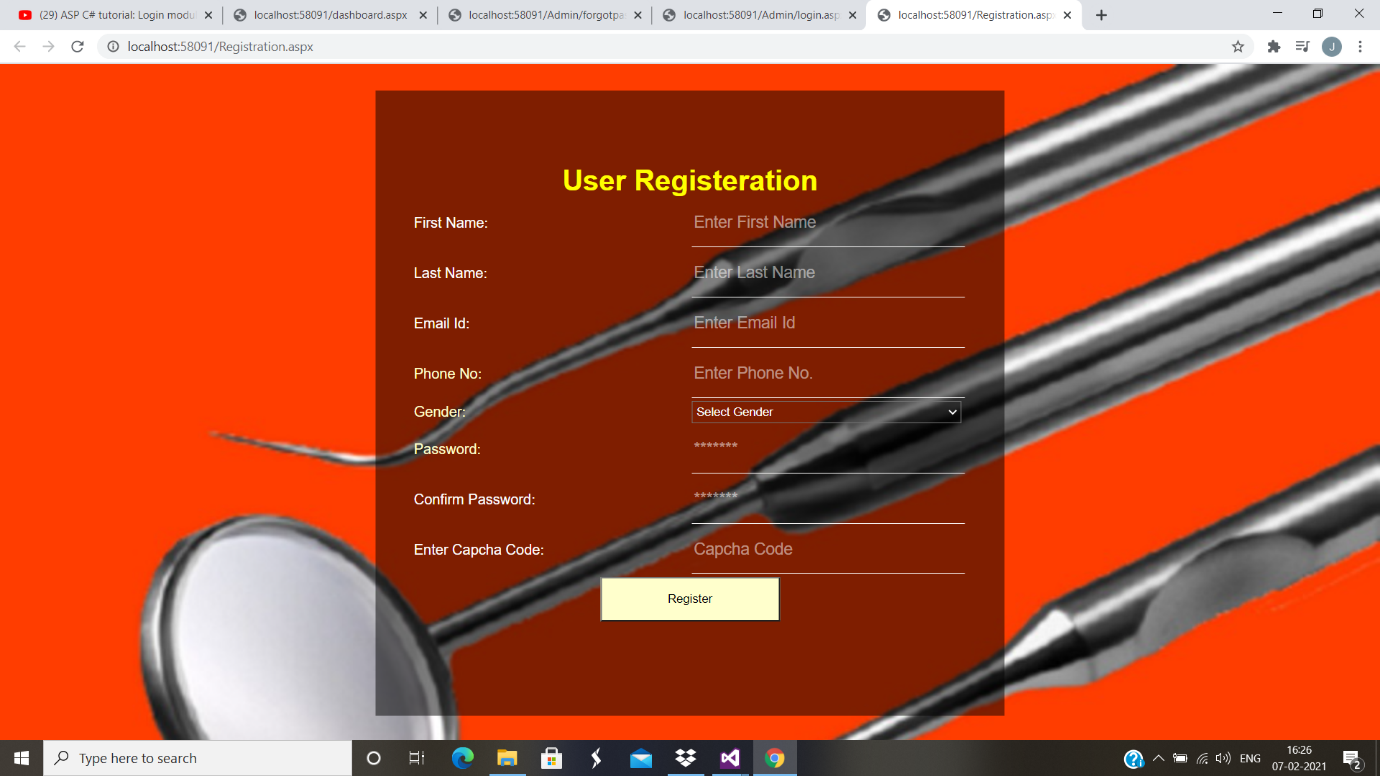 (29) ASP C# tutorial: Login modul
localhost:58091/dashboard.aspx
localhost:58091/Admin/forgotpa
localhost:58091/Admin/login.asp
localhost:58091/Registration.asp
localhost:58091/Registration.aspx
J
User Registeration
First Name: Enter First Name
Last Name: Enter Last Name
Email Id: Enter Email Id
Phone No: Enter Phone No.
Gender: Select Gender
Password: *******
Confirm Password: *******
Enter Capcha Code: Capcha Code
Register
Type here to search
ENG
16:26
07-02-2021
2